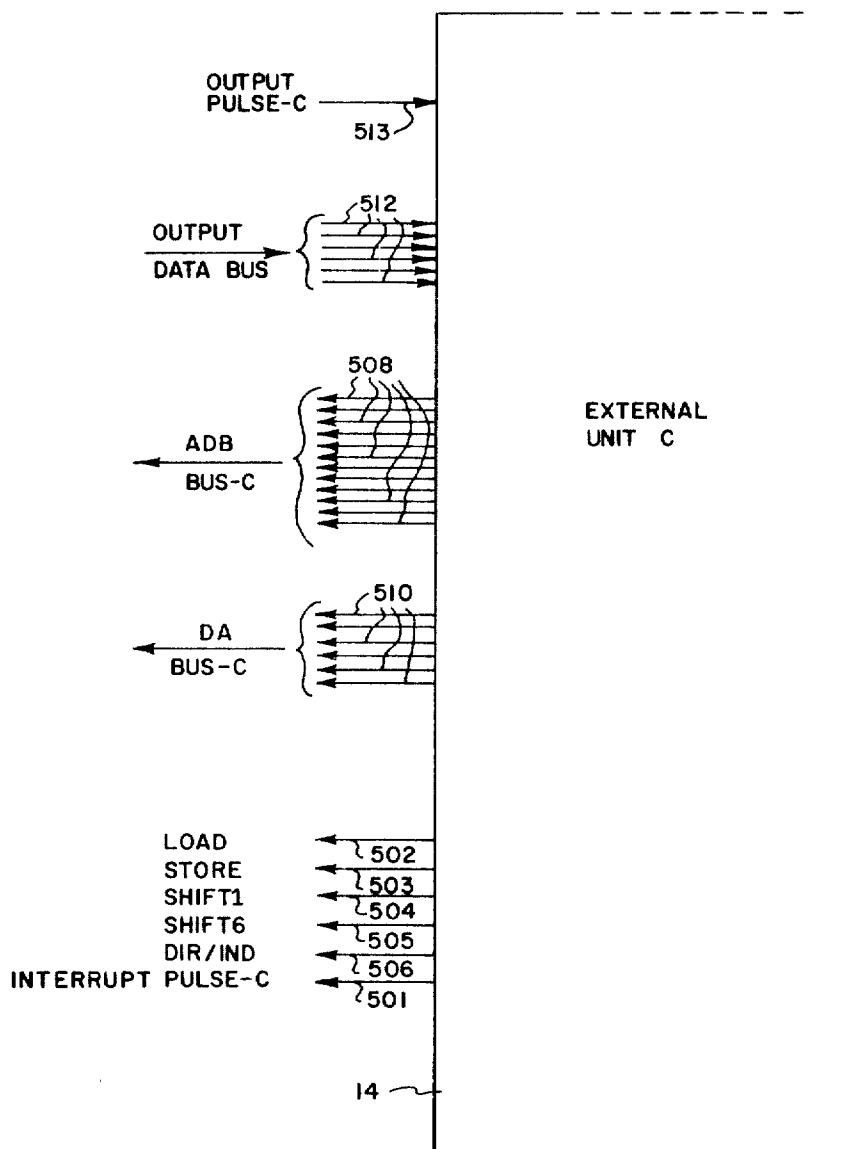 OUTPUT
PULSE-C
513
512
OUTPUT
DATA BUS
508
ADB
BUS-C
EXTERNAL
UNIT C
510
DA
BUS-C
LOAD
502
STORE
503
SHIFT1
504
SHIFT6
505
DIR/IND
506
INTERRUPT PULSE-C
501
14